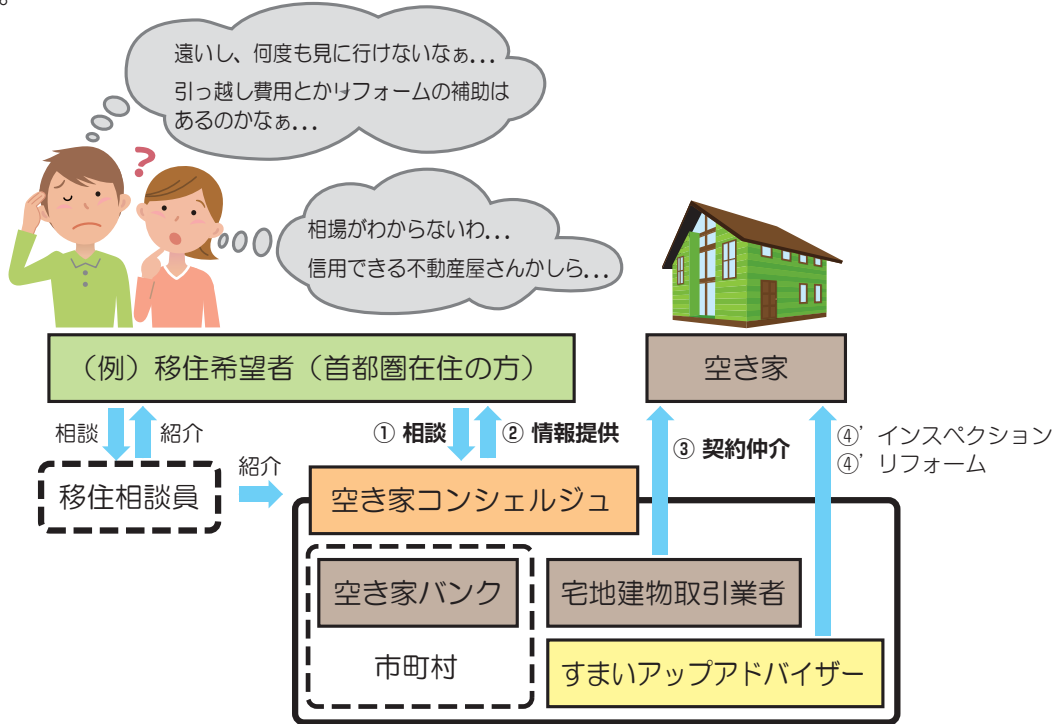 。
遠いし、何度も見に行けないなぁ...
引っ越し費用とかリフォームの補助は
あるのかなぁ...
?
相場がわからないわ...
信用できる不動産屋さんかしら...
（例）移住希望者（首都圏在住の方）
空き家
相談
紹介
① 相談
② 情報提供
③ 契約仲介
④’ インスペクション
④’ リフォーム
移住相談員
紹介
空き家コンシェルジュ
空き家バンク
宅地建物取引業者
市町村
すまいアップアドバイザー